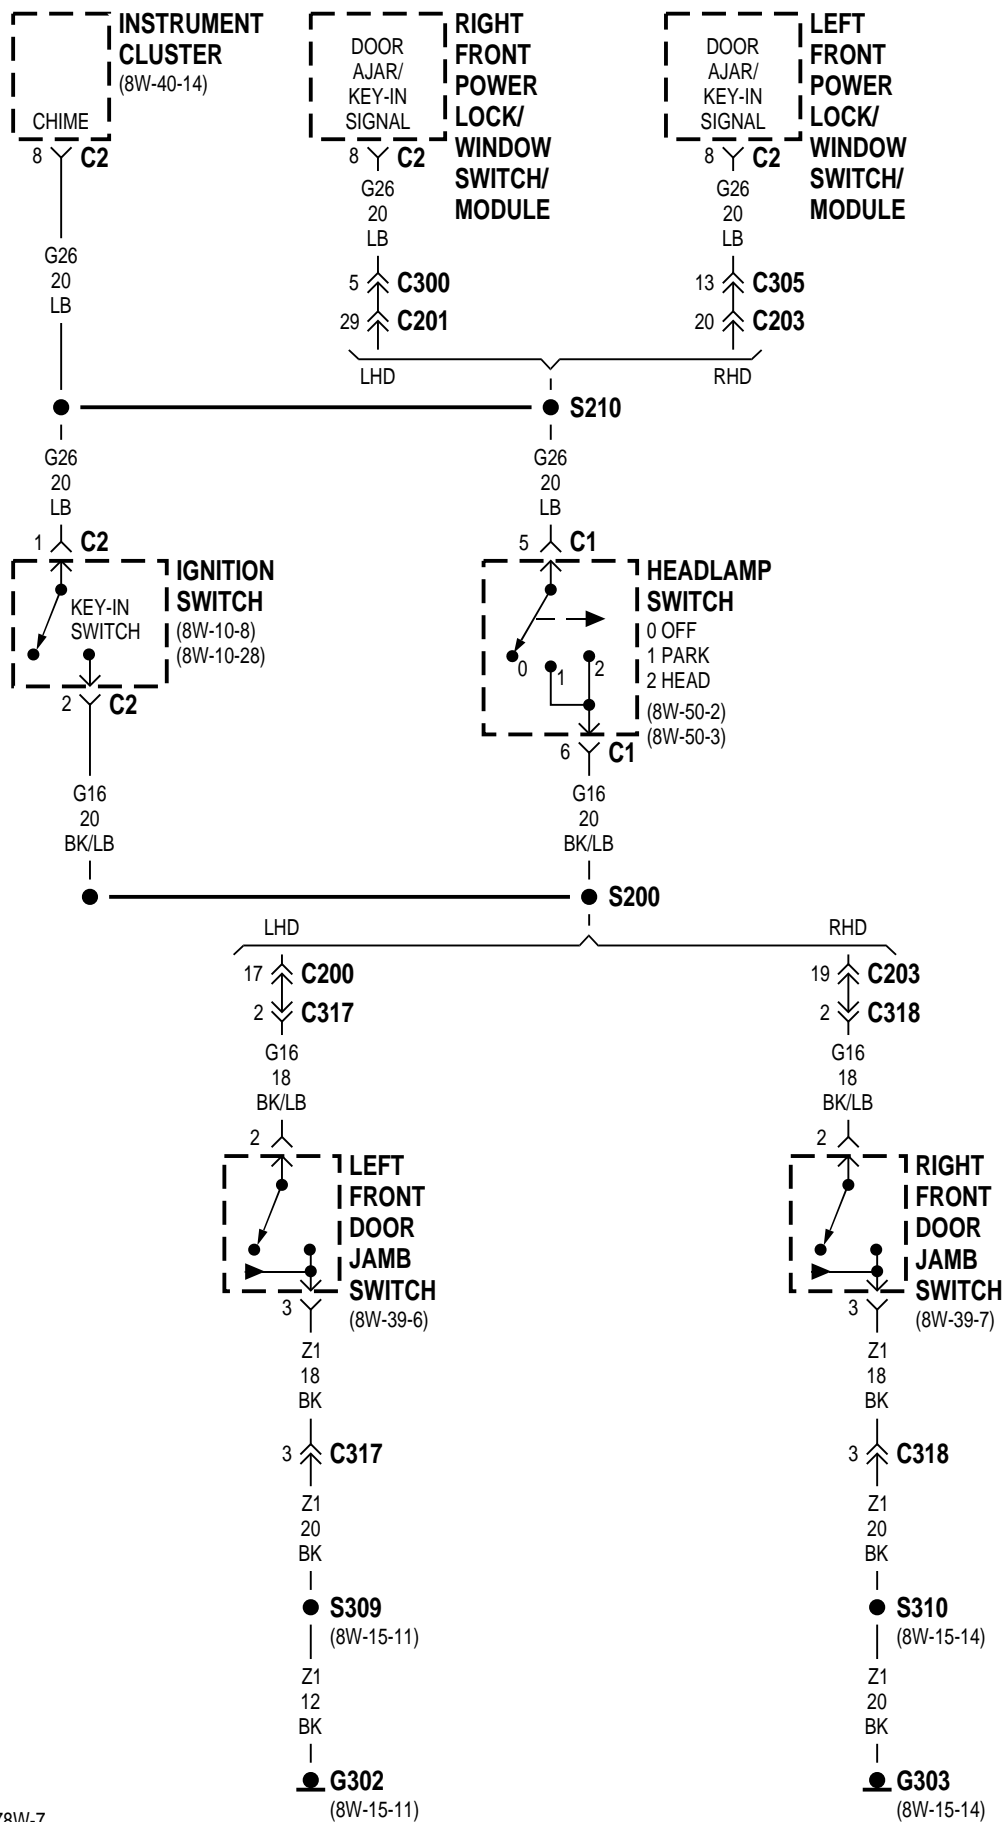 INSTRUMENT
CLUSTER
(8W-40-14)
CHIME
8 C2
G26
20
LB
RIGHT
FRONT
POWER
LOCK/
WINDOW
SWITCH/
MODULE
DOOR
AJAR/
KEY-IN
SIGNAL
8 C2
G26
20
LB
5 C300
29 C201
LHD
LEFT
FRONT
POWER
LOCK/
WINDOW
SWITCH/
MODULE
DOOR
AJAR/
KEY-IN
SIGNAL
8 C2
G26
20
LB
13 C305
20 C203
RHD
S210
G26
20
LB
1 C2
IGNITION
SWITCH
(8W-10-8)
(8W-10-28)
KEY-IN
SWITCH
2 C2
G16
20
BK/LB
G26
20
LB
5 C1
HEADLAMP
SWITCH
0 OFF
1 PARK
2 HEAD
(8W-50-2)
(8W-50-3)
0
1
2
6 C1
G16
20
BK/LB
S200
LHD
17 C200
2 C317
G16
18
BK/LB
2
LEFT
FRONT
DOOR
JAMB
SWITCH
(8W-39-6)
3
Z1
18
BK
3 C317
Z1
20
BK
S309
(8W-15-11)
Z1
12
BK
G302
(8W-15-11)
RHD
19 C203
2 C318
G16
18
BK/LB
2
RIGHT
FRONT
DOOR
JAMB
SWITCH
(8W-39-7)
3
Z1
18
BK
3 C318
Z1
20
BK
S310
(8W-15-14)
Z1
20
BK
G303
(8W-15-14)